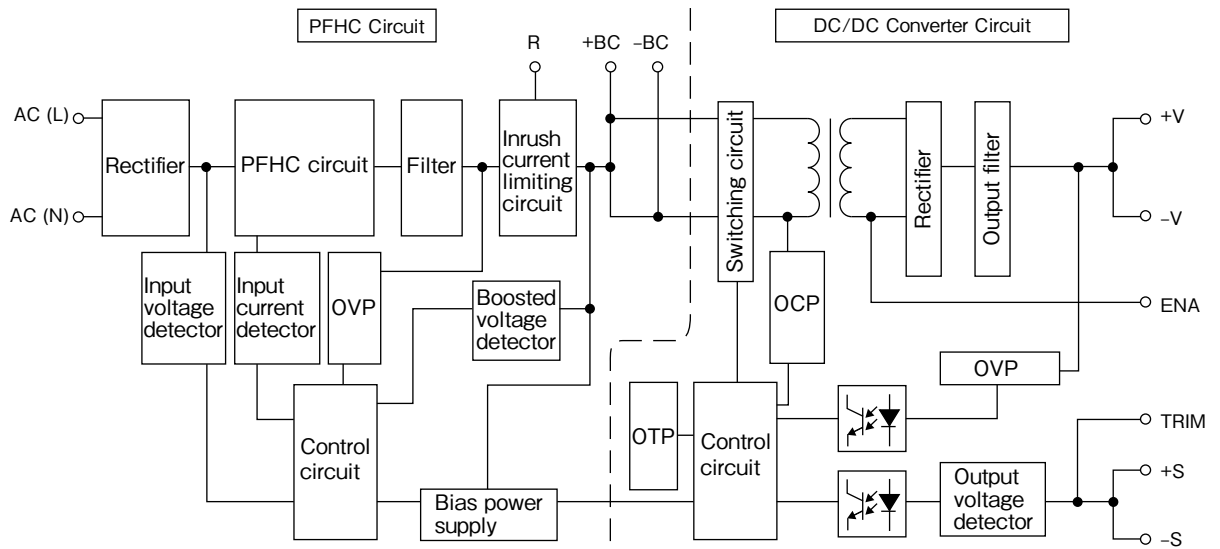 PFHC Circuit
DC/DC Converter Circuit
R
+BC
−BC
AC (L)
AC (N)
Rectifier
PFHC circuit
Filter
Inrush
current
limiting
circuit
Switching circuit
Rectifier
Output filter
+V
−V
ENA
Input
voltage
detector
Input
current
detector
OVP
Boosted
voltage
detector
OCP
OVP
Control
circuit
Bias power
supply
OTP
Control
circuit
Output
voltage
detector
TRIM
+S
−S